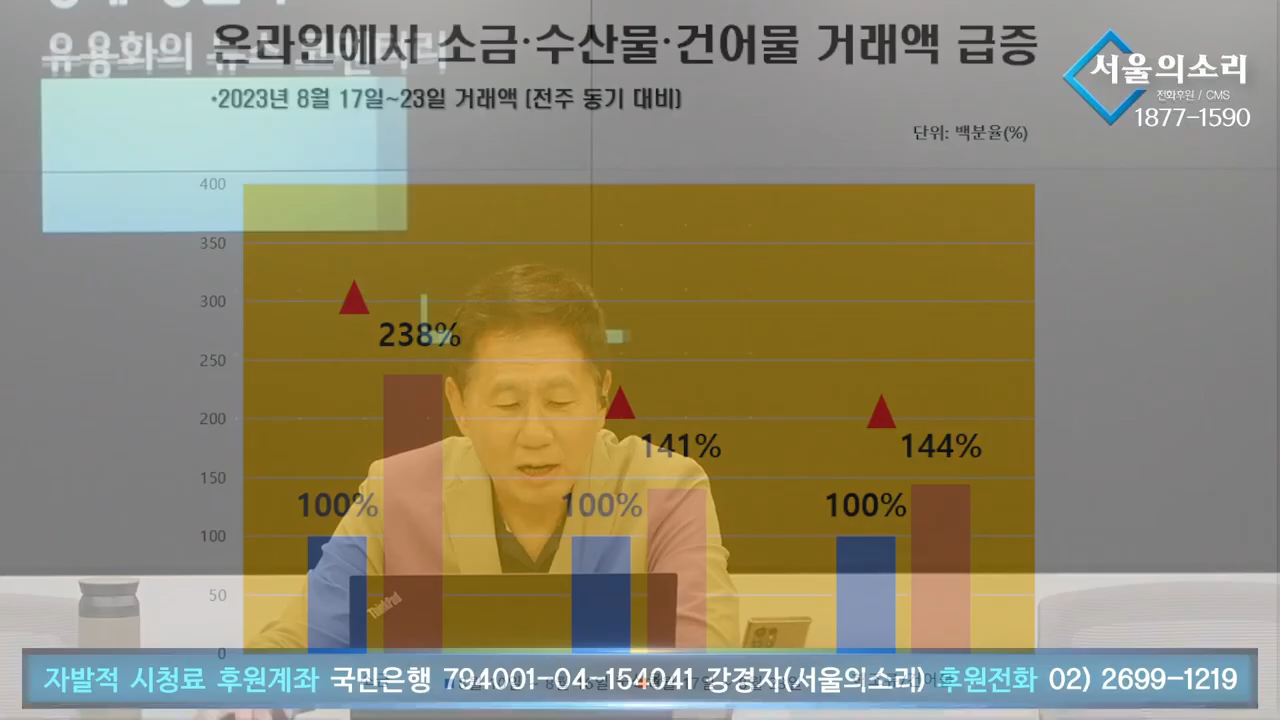 온라인에서 소금·수산물·건어물 거래액 급증
유용화의
•2023년 8월 17일~23일 거래액 (전주 동기 대비)
단위: 백분율(%)
서울의소리
전화후원 / CMS
1877-1590
400
350
300
250
200
150
100
50
0
238%
141%
144%
100%
100%
100%
ThinkPad
자발적 시청료 후원계좌 국민은행 794001-04-154041 강경자(서울의소리) 후원전화 02) 2699-1219